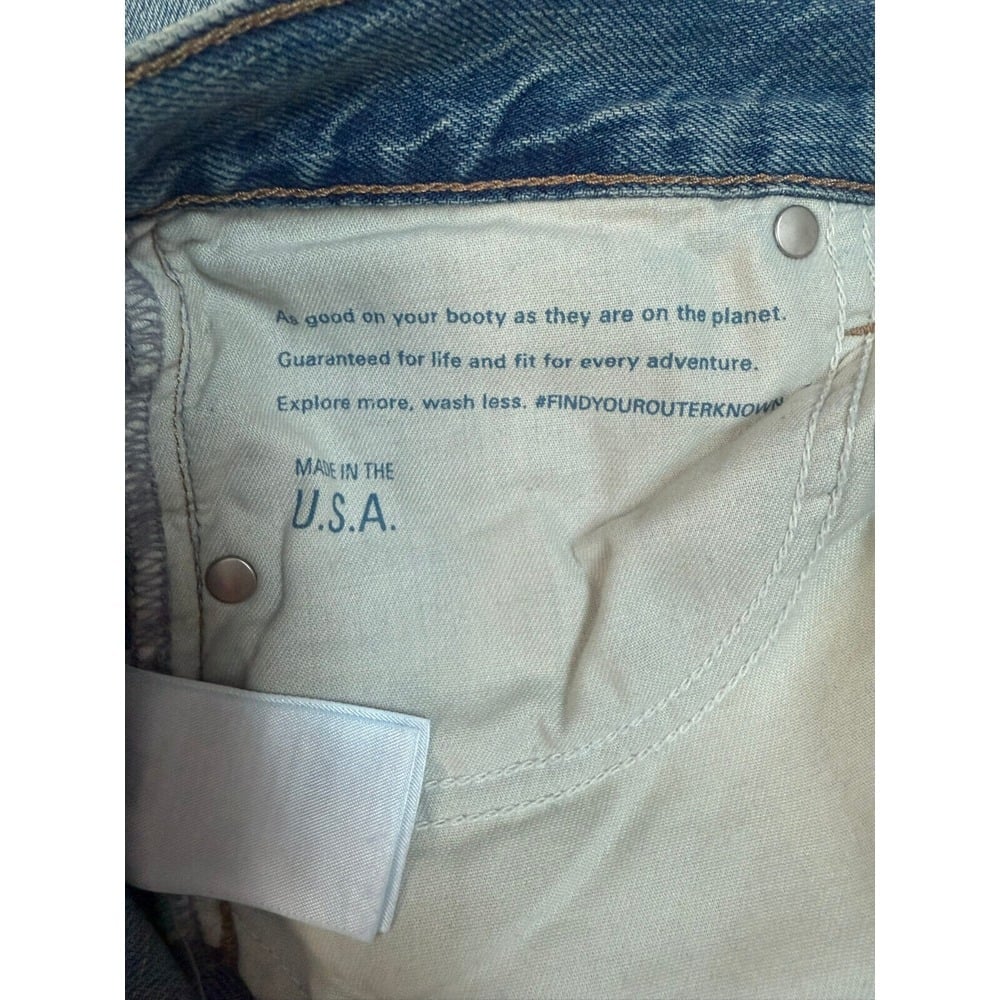 As good on your booty as they are on the planet.
Guaranteed for life and fit for every adventure.
Explore more, wash less. #FINDYOUROUTERKNOWN
MADE IN THE
U.S.A.